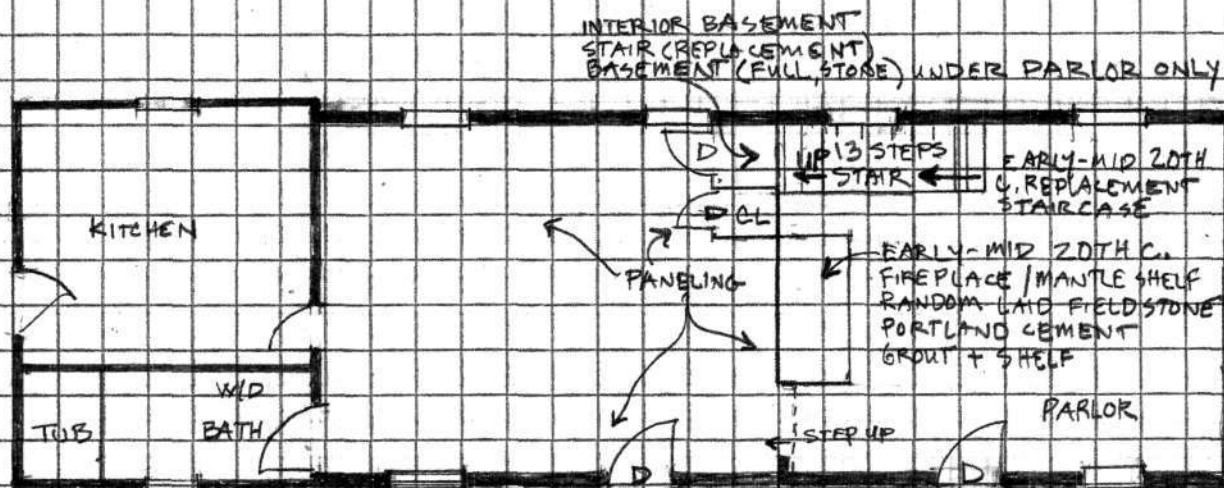 INTERIOR BASEMENT
STAIR (REPLACEMENT)
BASEMENT (FULL, STONE) UNDER PARLOR ONLY
D
UP 13 STEPS
STAIR
EARLY-MID 20TH
C. REPLACEMENT
STAIRCASE
D CL
KITCHEN
PANELING
EARLY-MID 20TH C.
FIREPLACE / MANTLE SHELF
RANDOM LAID FIELDSTONE
PORTLAND CEMENT
GROUT + SHELF
W/D
TUB
BATH
PARLOR
STEP UP
D
D